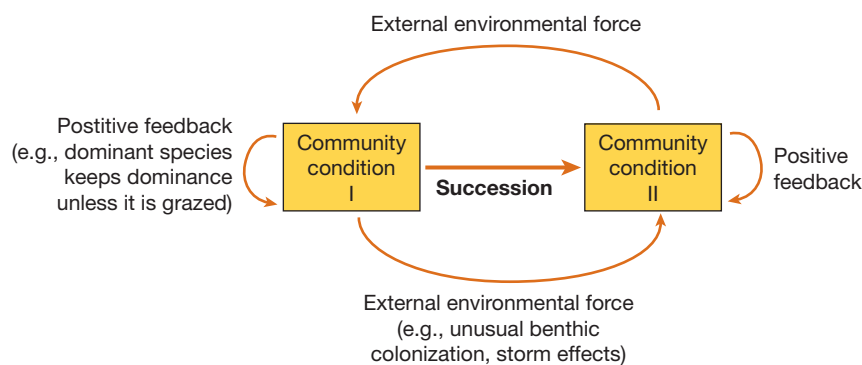 External environmental force
Postitive feedback
(e.g., dominant species
keeps dominance
unless it is grazed)
Community
condition
I
Succession
Community
condition
II
Positive
feedback
External environmental force
(e.g., unusual benthic
colonization, storm effects)